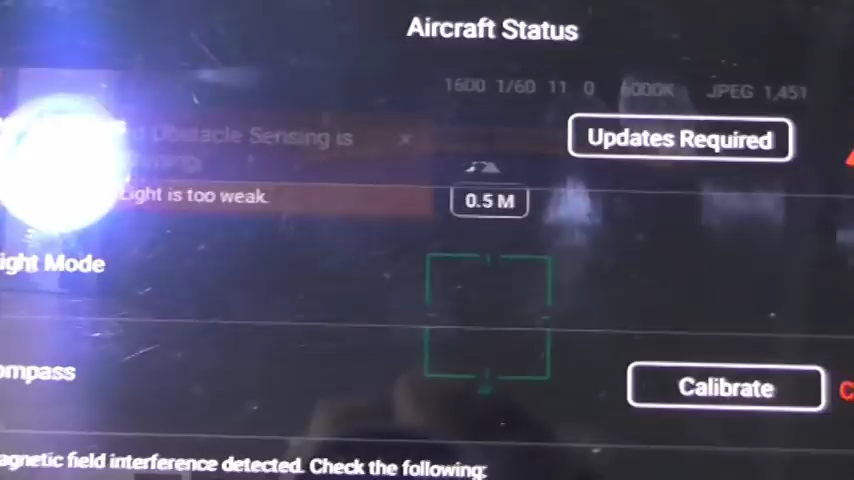 Aircraft Status
1600 1/60 11 0 6000K JPEG 1,451
Obstacle Sensing is
Updates Required
Light is too weak.
0.5 M
ight Mode
ompass
Calibrate
C
agnetic field interference detected. Check the following: